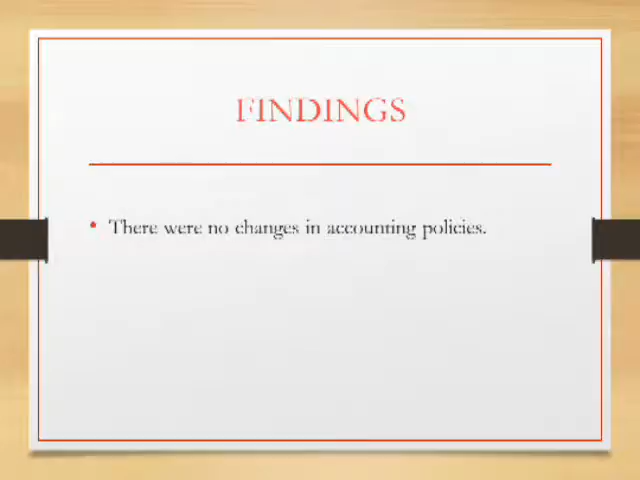 FINDINGS
• There were no changes in accounting policies.